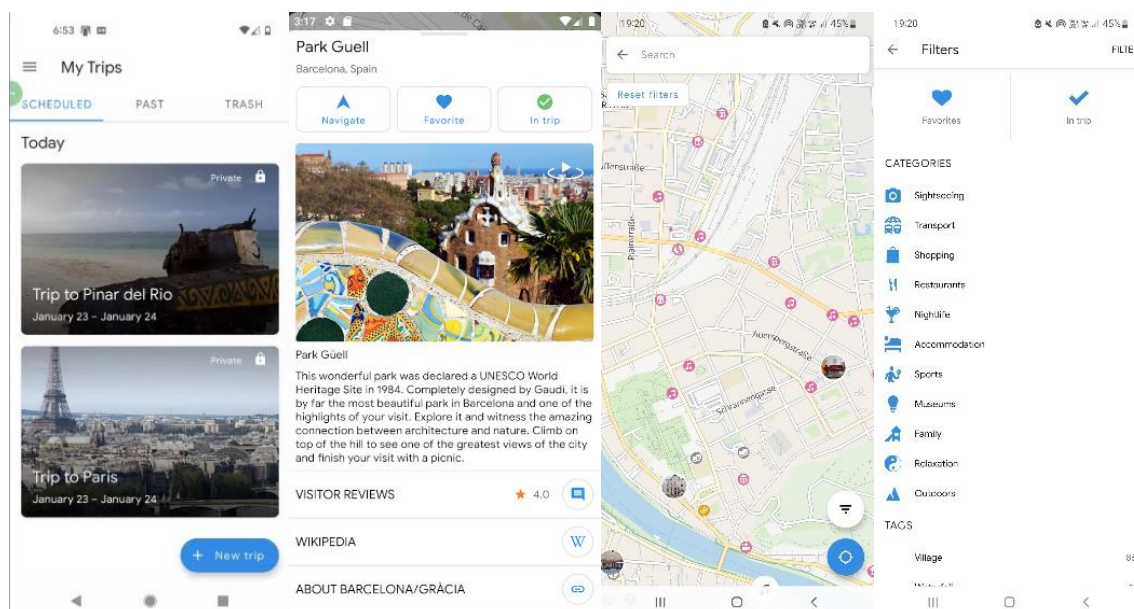 6:53
My Trips
SCHEDULED PAST TRASH
Today
Private
Trip to Pinar del Rio
January 23 – January 24
Private
Trip to Paris
January 23 – January 24
+ New trip
3:17
Park Guell
Barcelona, Spain
Navigate Favorite In trip
Park Güell
This wonderful park was declared a UNESCO World
Heritage Site in 1984. Completely designed by Gaudí, it is
by far the most beautiful park in Barcelona and one of the
highlights of your visit. Explore it and witness the amazing
connection between architecture and nature. Climb on
top of the hill to see one of the greatest views of the city
and finish your visit with a picnic.
VISITOR REVIEWS 4.0
WIKIPEDIA W
ABOUT BARCELONA/GRÀCIA
19:20 45%
Search
Reset filters
Plainstraße
Auerspergstraße
Schrannengasse
19:20 45%
Filters FILTE
Favorites In trip
CATEGORIES
Sightseeing
Transport
Shopping
Restaurants
Nightlife
Accommodation
Sports
Museums
Family
Relaxation
Outdoors
TAGS
Village